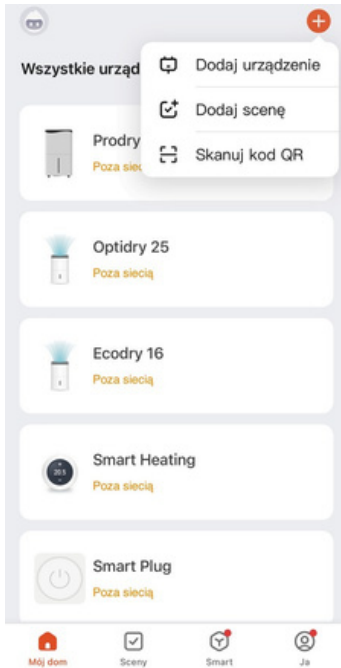 Wszystkie urząd
Dodaj urządzenie
Dodaj scenę
Skanuj kod QR
Prodry
Poza siec
Optidry 25
Poza siecią
Ecodry 16
Poza siecią
Smart Heating
Poza siecią
Smart Plug
Poza siecią
Mój dom Sceny Smart Ja